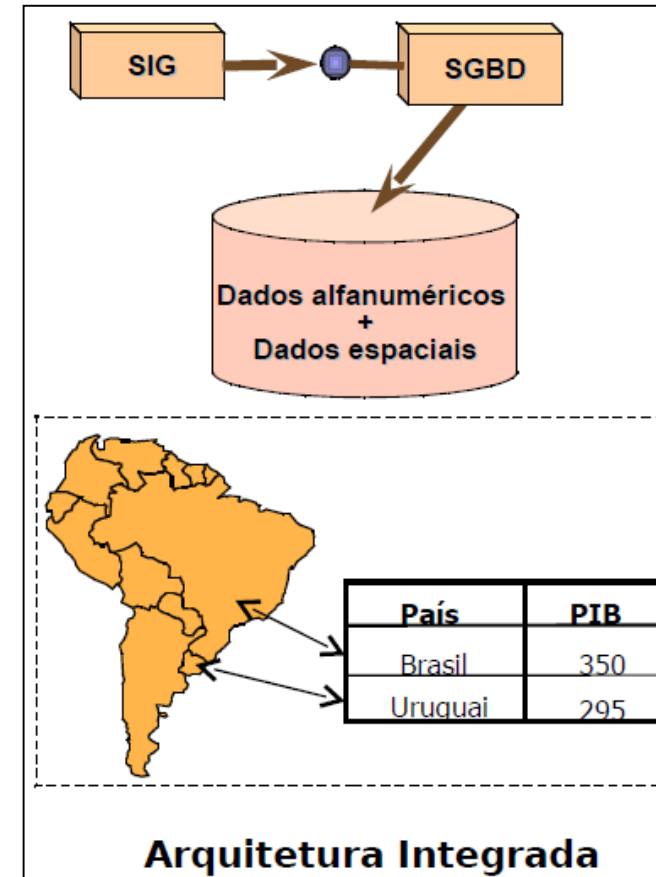 SIG
SGBD
Dados alfanuméricos
+
Dados espaciais
País PIB
Brasil 350
Uruguai 295
Arquitetura Integrada